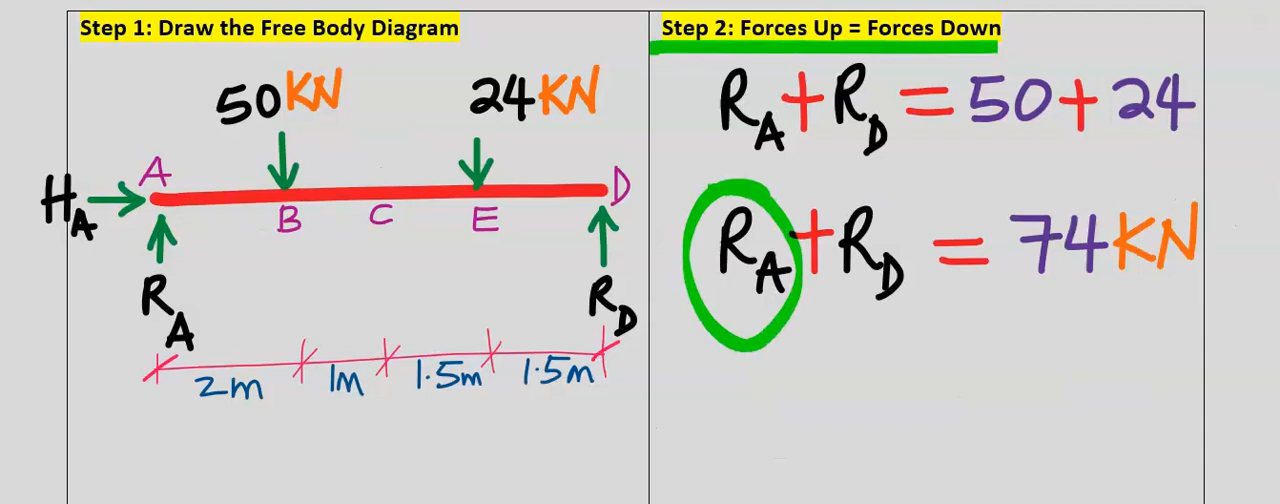 Step 1: Draw the Free Body Diagram
50KN
24KN
A
D
HA
B
C
E
RA
RD
2m
1m
1.5m
1.5m
Step 2: Forces Up = Forces Down
RA+RD=50+24
RA+RD=74KN